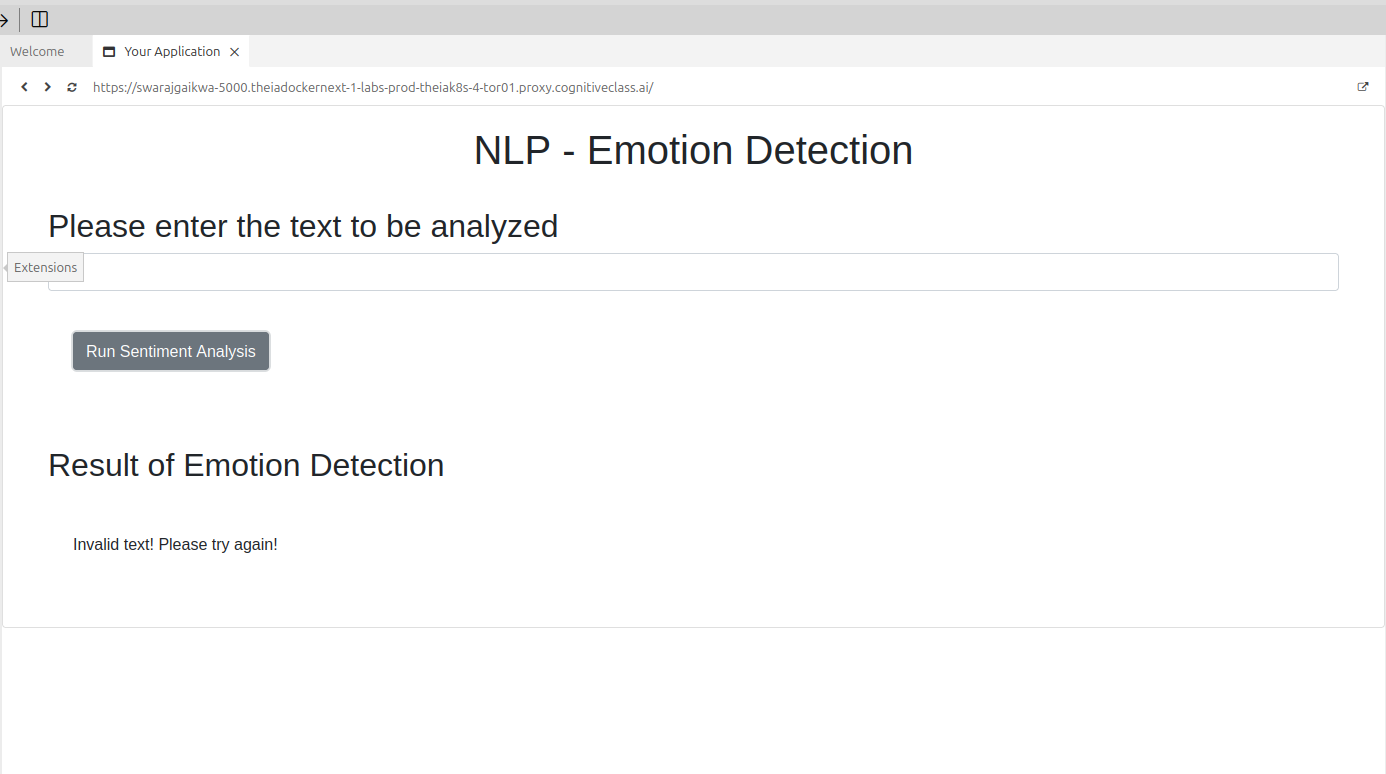 Welcome
Your Application
https://swarajgaikwa-5000.theiadockernext-1-labs-prod-theiak8s-4-tor01.proxy.cognitiveclass.ai/
NLP - Emotion Detection
Please enter the text to be analyzed
Extensions
Run Sentiment Analysis
Result of Emotion Detection
Invalid text! Please try again!